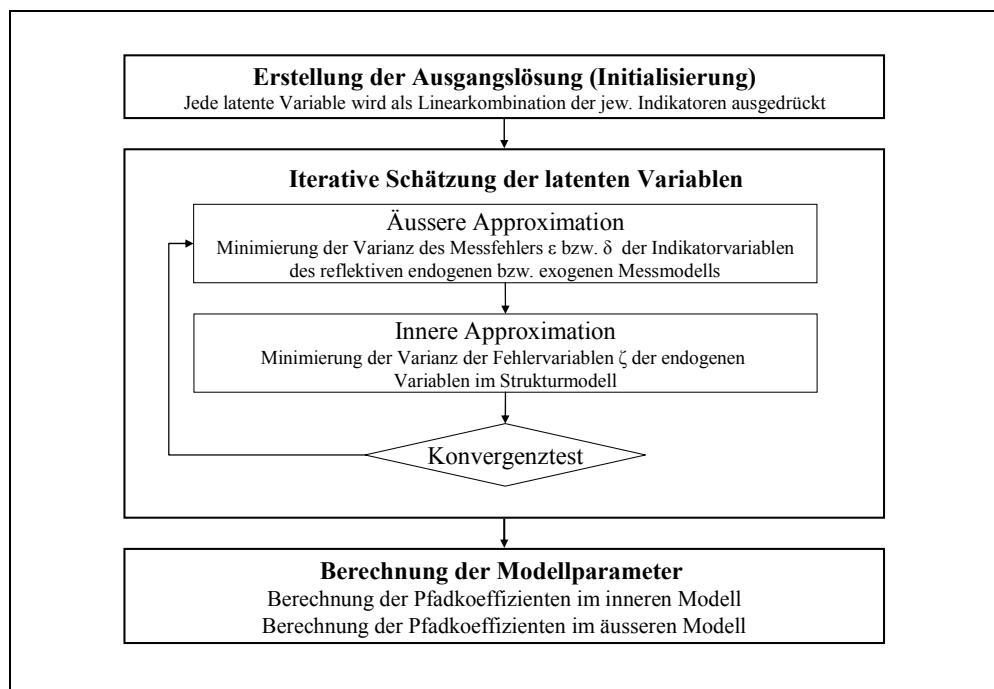 Erstellung der Ausgangslösung (Initialisierung)
Jede latente Variable wird als Linearkombination der jew. Indikatoren ausgedrückt
Iterative Schätzung der latenten Variablen
Äussere Approximation
Minimierung der Varianz des Messfehlers ε bzw. δ der Indikatorvariablen
des reflektiven endogenen bzw. exogenen Messmodells
Innere Approximation
Minimierung der Varianz der Fehlervariablen ζ der endogenen
Variablen im Strukturmodell
Konvergenztest
Berechnung der Modellparameter
Berechnung der Pfadkoeffizienten im inneren Modell
Berechnung der Pfadkoeffizienten im äusseren Modell